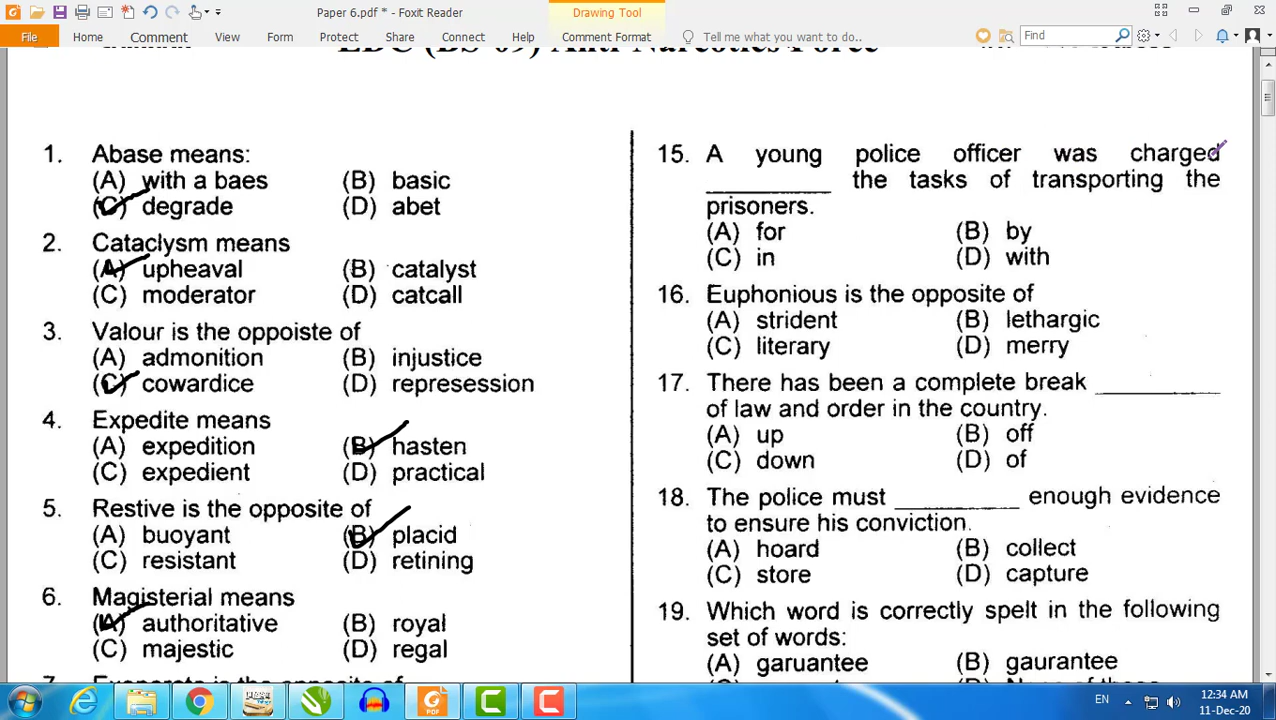 Paper 6.pdf * - Foxit Reader
Drawing Tool
File
Home
Comment
View
Form
Protect
Share
Connect
Help
Comment Format
Tell me what you want to do..
Find
Anti-Narcotics Force
1. Abase means:
(A) with a baes (B) basic
(C) degrade (D) abet
2. Cataclysm means
(A) upheaval (B) catalyst
(C) moderator (D) catcall
3. Valour is the oppoiste of
(A) admonition (B) injustice
(C) cowardice (D) represession
4. Expedite means
(A) expedition (B) hasten
(C) expedient (D) practical
5. Restive is the opposite of
(A) buoyant (B) placid
(C) resistant (D) retining
6. Magisterial means
(A) authoritative (B) royal
(C) majestic (D) regal
15. A young police officer was charged
____________ the tasks of transporting the
prisoners.
(A) for (B) by
(C) in (D) with
16. Euphonious is the opposite of
(A) strident (B) lethargic
(C) literary (D) merry
17. There has been a complete break ____________
of law and order in the country.
(A) up (B) off
(C) down (D) of
18. The police must ____________ enough evidence
to ensure his conviction.
(A) hoard (B) collect
(C) store (D) capture
19. Which word is correctly spelt in the following
set of words:
(A) garuantee (B) gaurantee
EN
12:34 AM
11-Dec-20